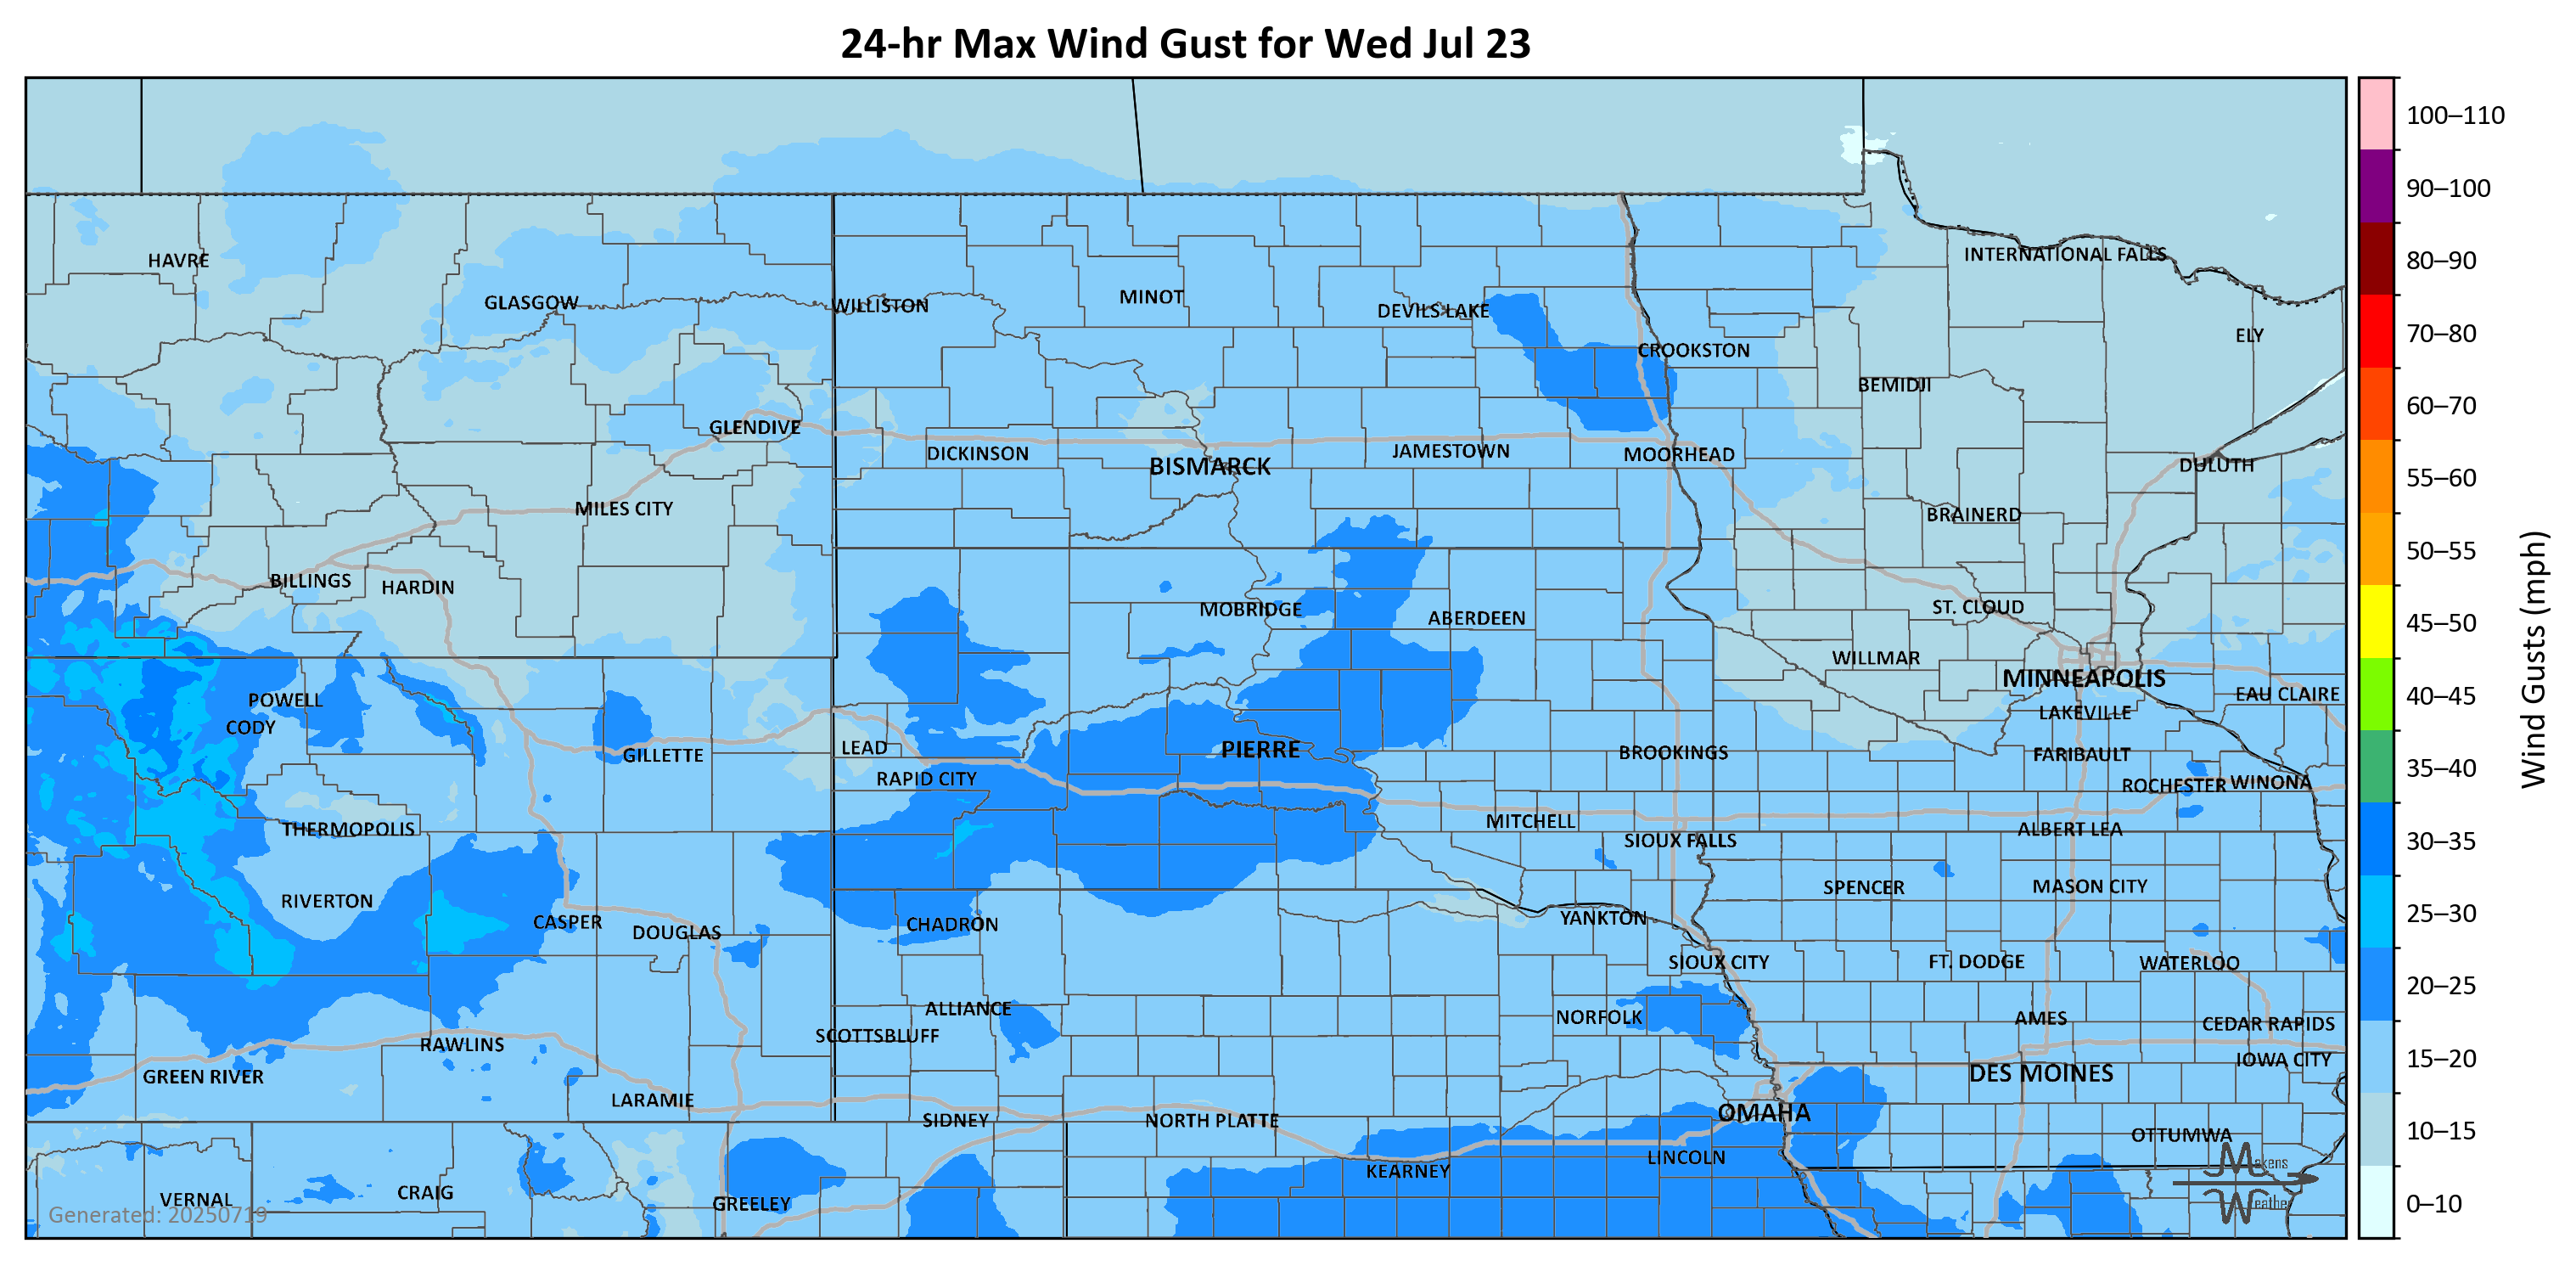 24-hr Max Wind Gust for Wed Jul 23
100–110
90–100
80–90
70–80
60–70
55–60
50–55
45–50
40–45
35–40
30–35
25–30
20–25
15–20
10–15
0–10
Wind Gusts (mph)
HAVRE
INTERNATIONAL FALLS
GLASGOW
WILLISTON
MINOT
DEVILS LAKE
ELY
CROOKSTON
BEMIDJI
GLENDIVE
DICKINSON
BISMARCK
JAMESTOWN
MOORHEAD
DULUTH
MILES CITY
BRAINERD
BILLINGS
HARDIN
MOBRIDGE
ABERDEEN
ST. CLOUD
WILLMAR
MINNEAPOLIS
EAU CLAIRE
POWELL
CODY
LAKEVILLE
GILLETTE
LEAD
PIERRE
BROOKINGS
FARIBAULT
RAPID CITY
ROCHESTER
WINONA
THERMOPOLIS
MITCHELL
SIOUX FALLS
ALBERT LEA
RIVERTON
SPENCER
MASON CITY
CASPER
DOUGLAS
CHADRON
YANKTON
SIOUX CITY
FT. DODGE
WATERLOO
ALLIANCE
SCOTTSBLUFF
NORFOLK
AMES
CEDAR RAPIDS
RAWLINS
IOWA CITY
GREEN RIVER
DES MOINES
LARAMIE
SIDNEY
NORTH PLATTE
OMAHA
OTTUMWA
KEARNEY
LINCOLN
VERNAL
CRAIG
GREELEY
Generated: 20250719
Makens
Weather